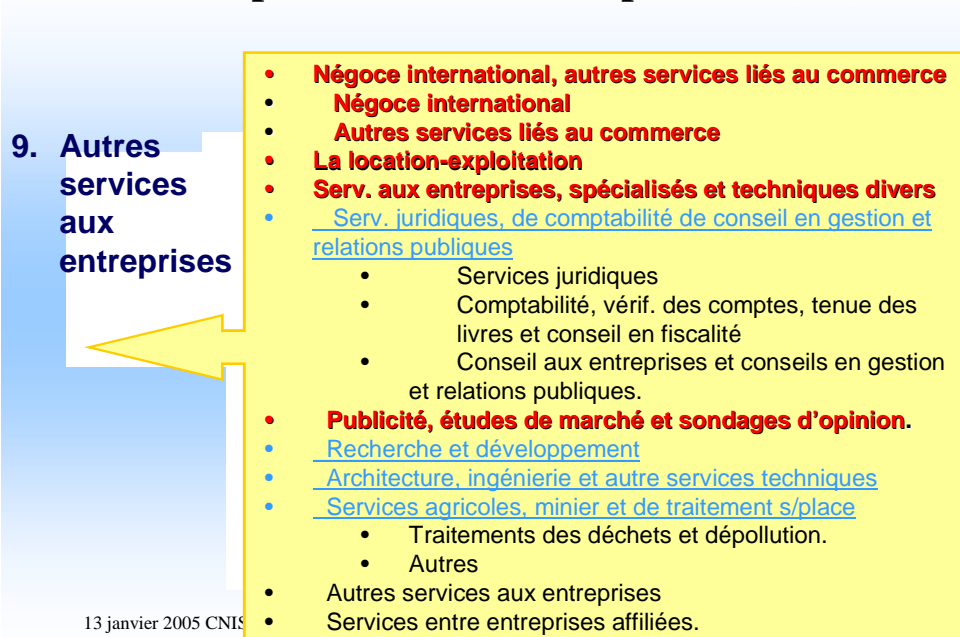 9. Autres
services
aux
entreprises
• Négoce international, autres services liés au commerce
• Négoce international
• Autres services liés au commerce
• La location-exploitation
• Serv. aux entreprises, spécialisés et techniques divers
• Serv. juridiques, de comptabilité de conseil en gestion et
relations publiques
• Services juridiques
• Comptabilité, vérif. des comptes, tenue des
livres et conseil en fiscalité
• Conseil aux entreprises et conseils en gestion
et relations publiques.
• Publicité, études de marché et sondages d’opinion.
• Recherche et développement
• Architecture, ingénierie et autre services techniques
• Services agricoles, minier et de traitement s/place
• Traitements des déchets et dépollution.
• Autres
• Autres services aux entreprises
• Services entre entreprises affiliées.
13 janvier 2005 CNIS